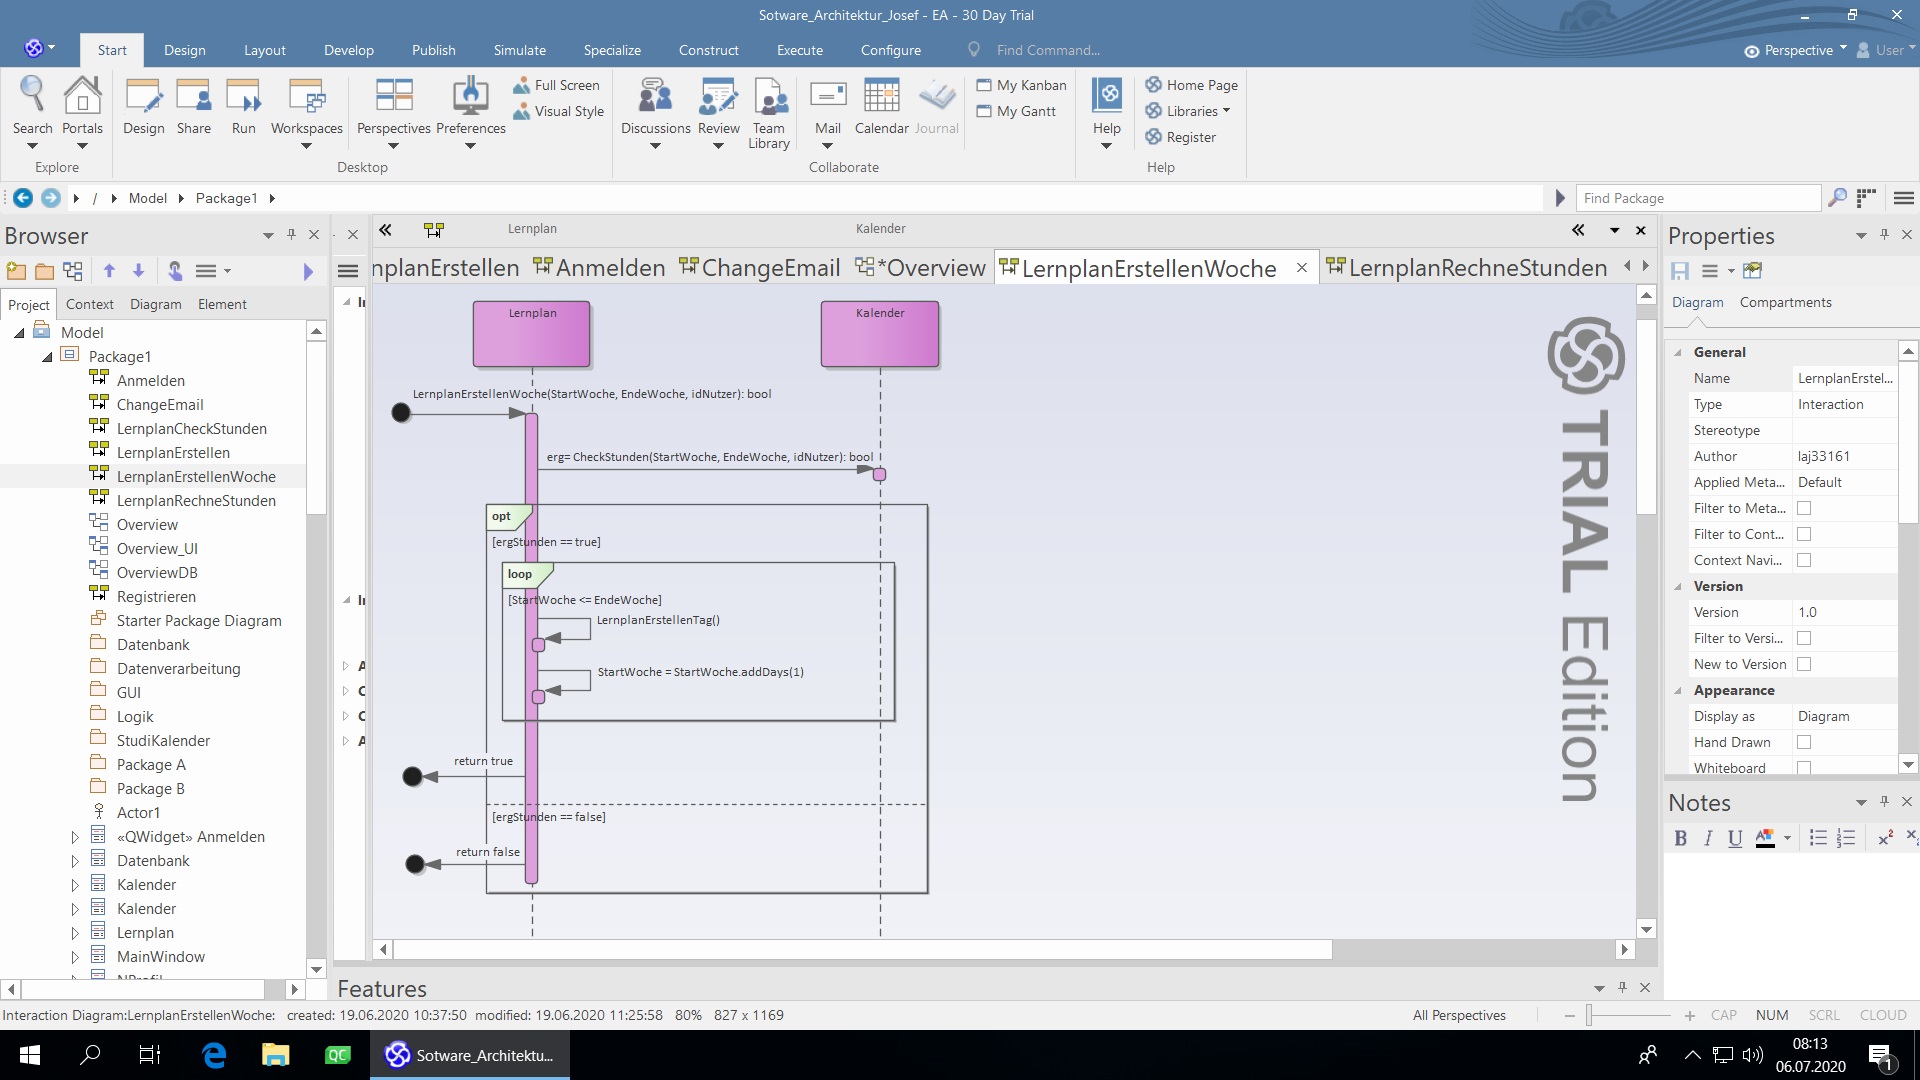 Sotware_Architektur_Josef - EA - 30 Day Trial
Start Design Layout Develop Publish Simulate Specialize Construct Execute Configure Find Command... Perspective User
Search Portals
Explore
Design Share Run Workspaces Perspectives Preferences Full Screen
Visual Style
Desktop
Discussions Review Team Library Mail Calendar Journal
Collaborate
My Kanban
My Gantt
Help
Home Page
Libraries
Register
Help
/ Model Package1
Find Package
Browser
Project Context Diagram Element
Model
Package1
Anmelden
ChangeEmail
LernplanCheckStunden
LernplanErstellen
LernplanErstellenWoche
LernplanRechneStunden
Overview
Overview_UI
OverviewDB
Registrieren
Starter Package Diagram
Datenbank
Datenverarbeitung
GUI
Logik
StudiKalender
Package A
Package B
Actor1
«QWidget» Anmelden
Datenbank
Kalender
Kalender
Lernplan
MainWindow
Lernplan Kalender
nplanErstellen Anmelden ChangeEmail *Overview LernplanErstellenWoche LernplanRechneStunden
Lernplan
Kalender
LernplanErstellenWoche(StartWoche, EndeWoche, idNutzer): bool
erg= CheckStunden(StartWoche, EndeWoche, idNutzer): bool
opt
[ergStunden == true]
loop
[StartWoche <= EndeWoche]
LernplanErstellenTag()
StartWoche = StartWoche.addDays(1)
return true
[ergStunden == false]
return false
TRIAL Edition
Features
Properties
Diagram Compartments
General
Name LernplanErstel...
Type Interaction
Stereotype
Author laj33161
Applied Meta... Default
Filter to Meta...
Filter to Cont...
Context Navi...
Version
Version 1.0
Filter to Versi...
New to Version
Appearance
Display as Diagram
Hand Drawn
Whiteboard
Notes
B I U
Interaction Diagram:LernplanErstellenWoche: created: 19.06.2020 10:37:50 modified: 19.06.2020 11:25:58 80% 827 x 1169
All Perspectives
CAP NUM SCRL CLOUD
QC
Sotware_Architektu...
08:13
06.07.2020
1